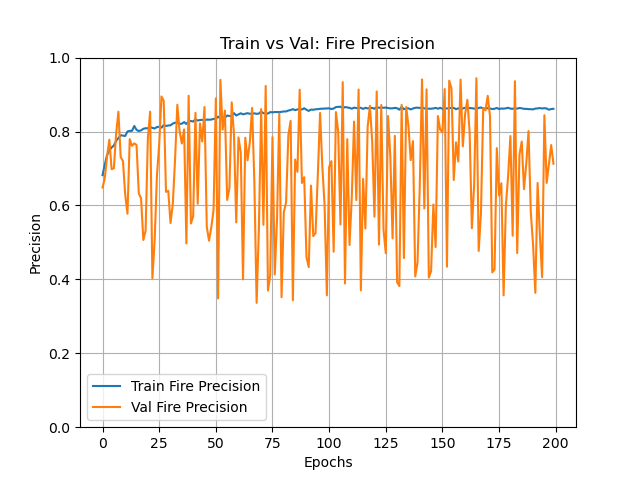 Train vs Val: Fire Precision
1.0
0.8
0.6
0.4
0.2
0.0
Precision
Train Fire Precision
Val Fire Precision
0 25 50 75 100 125 150 175 200
Epochs